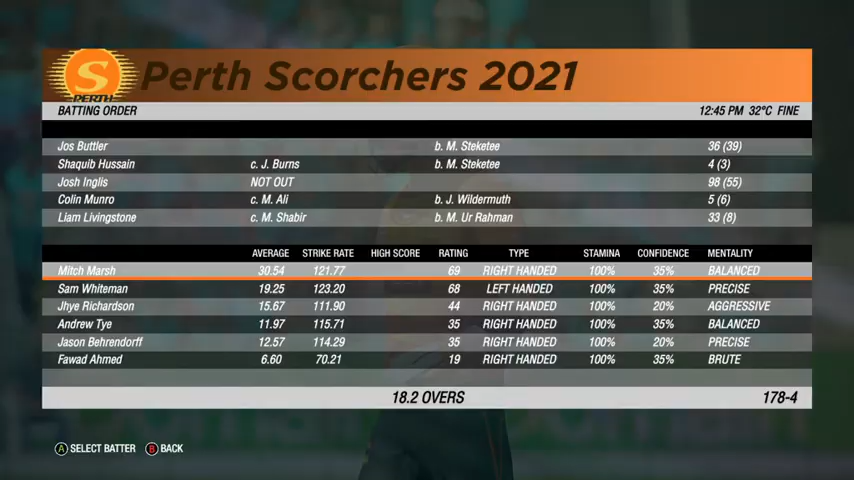 S
PERTH
Perth Scorchers 2021
BATTING ORDER 12:45 PM 32°C FINE
Jos Buttler b. M. Steketee 36 (39)
Shaquib Hussain c. J. Burns b. M. Steketee 4 (3)
Josh Inglis NOT OUT 98 (55)
Colin Munro c. M. Ali b. J. Wildermuth 5 (6)
Liam Livingstone c. M. Shabir b. M. Ur Rahman 33 (8)
AVERAGE STRIKE RATE HIGH SCORE RATING TYPE STAMINA CONFIDENCE MENTALITY
Mitch Marsh 30.54 121.77 69 RIGHT HANDED 100% 35% BALANCED
Sam Whiteman 19.25 123.20 68 LEFT HANDED 100% 35% PRECISE
Jhye Richardson 15.67 111.90 44 RIGHT HANDED 100% 20% AGGRESSIVE
Andrew Tye 11.97 115.71 35 RIGHT HANDED 100% 35% BALANCED
Jason Behrendorff 12.57 114.29 35 RIGHT HANDED 100% 20% PRECISE
Fawad Ahmed 6.60 70.21 19 RIGHT HANDED 100% 35% BRUTE
18.2 OVERS 178-4
A SELECT BATTER B BACK